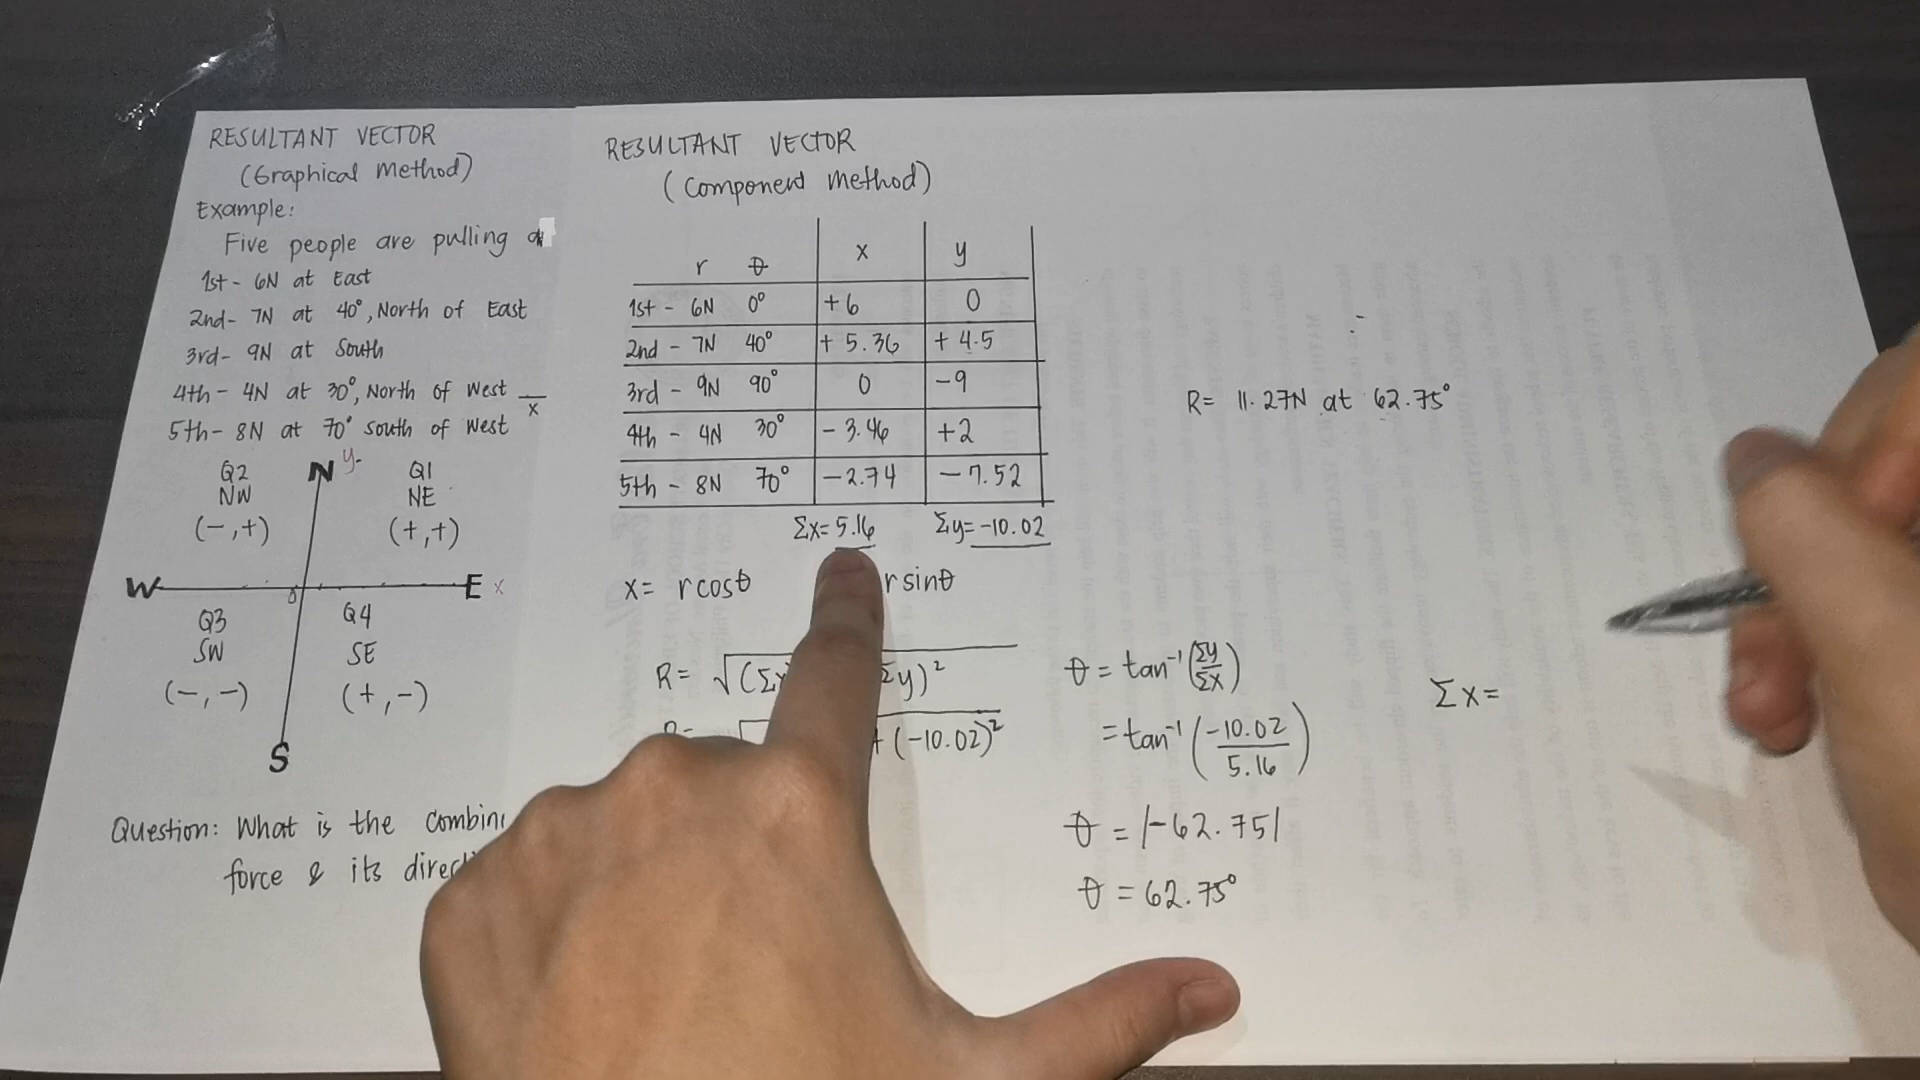 RESULTANT VECTOR
(Graphical Method)
Example:
Five people are pulling a
1st - 6N at East
2nd- 7N at 40°, North of East
3rd- 9N at South
4th - 4N at 30°, North of West
5th- 8N at 70° south of West
x
N y
Q2 Q1
NW NE
(-,+) (+,+)
W E x
Q3 Q4
SW SE
(-,-) (+,-)
S
Question: What is the
force & its
RESULTANT VECTOR
(Component Method)
r θ x y
1st - 6N 0° +6 0
2nd - 7N 40° + 5.36 + 4.5
3rd - 9N 90° 0 -9
4th - 4N 30° - 3.46 +2
5th - 8N 70° -2.74 -7.52
Σx= 5.16 Σy= -10.02
x= r cosθ r sinθ
R= √(Σx Σy)²
+ (-10.02)²
θ = tan⁻¹(Σy/Σx)
= tan⁻¹(-10.02/5.16)
θ = |-62.75|
θ = 62.75°
R= 11.27N at 62.75°
Σx=